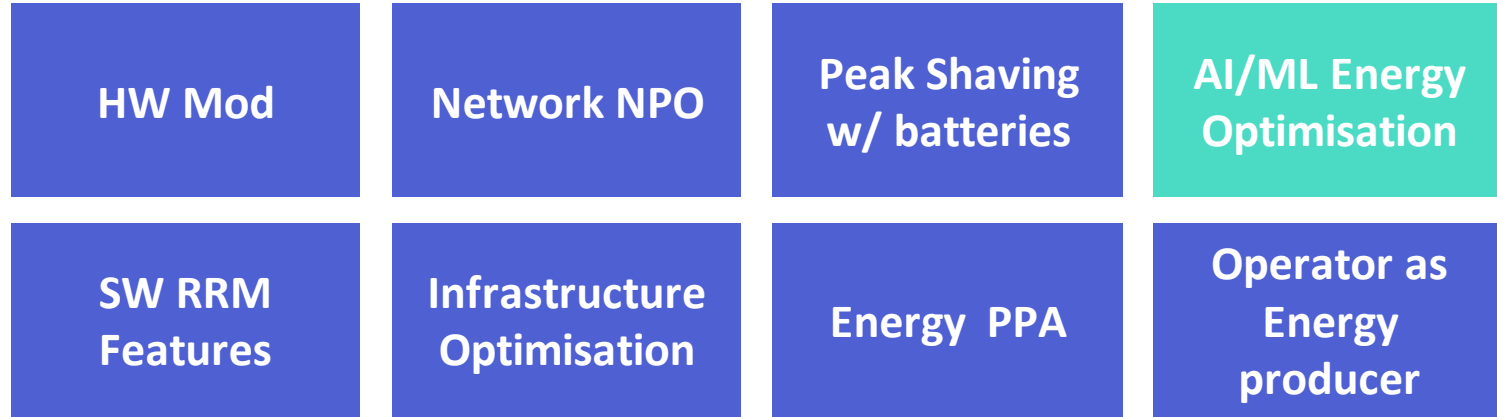 HW Mod
Network NPO
Peak Shaving
w/ batteries
AI/ML Energy
Optimisation
SW RRM
Features
Infrastructure
Optimisation
Energy  PPA
Operator as
Energy
producer